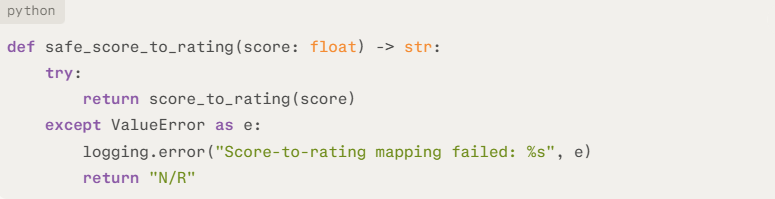 python
def safe_score_to_rating(score: float) -> str:
    try:
        return score_to_rating(score)
    except ValueError as e:
        logging.error("Score-to-rating mapping failed: %s", e)
        return "N/R"